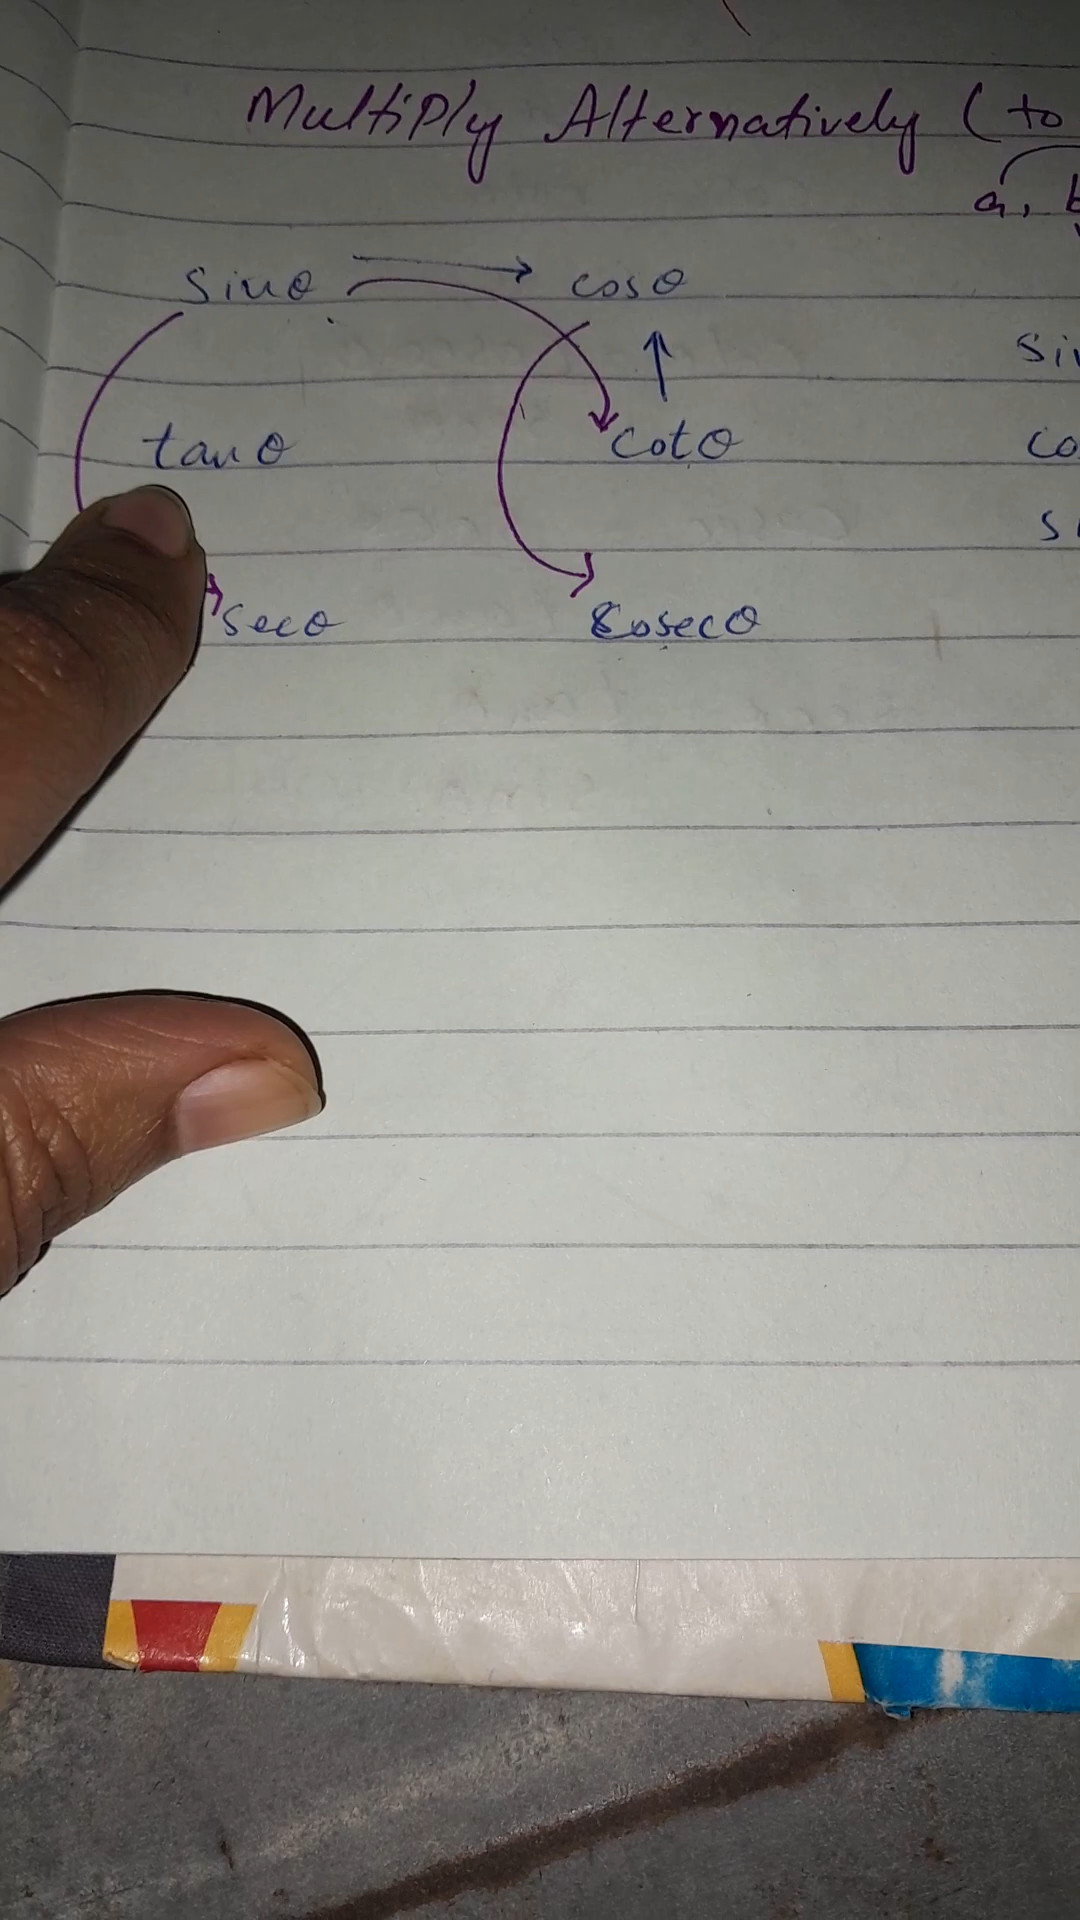 Multiply Alternatively ( to
a, b
sinθ → cosθ
↑
tanθ cotθ
secθ cosecθ